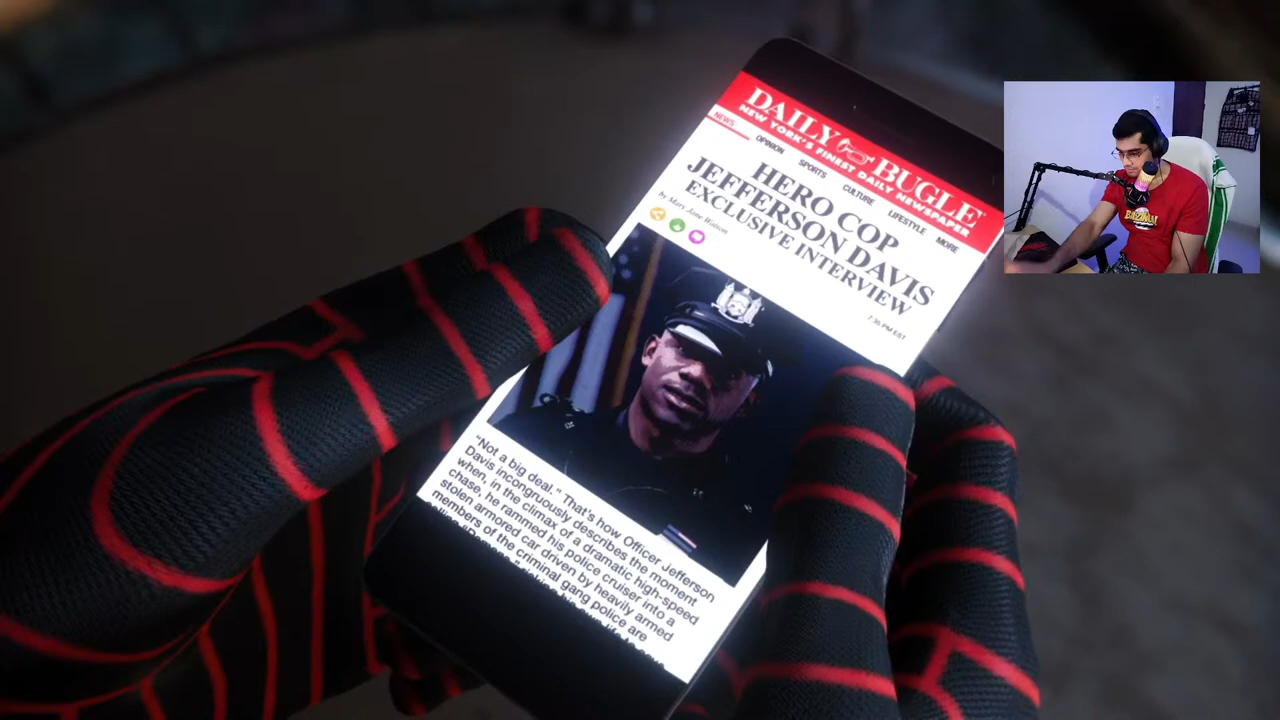 DAILY BUGLE
NEW YORK'S FINEST DAILY NEWSPAPER
NEWS OPINION SPORTS CULTURE LIFESTYLE MORE
HERO COP
JEFFERSON DAVIS
EXCLUSIVE INTERVIEW
by Mary Jane Watson
7:35 PM EST
"Not a big deal." That's how Officer Jefferson
Davis incongruously describes the moment
when, in the climax of a dramatic high-speed
chase, he rammed his police cruiser into a
stolen armored car driven by heavily armed
members of the criminal gang police are
BAZINGA!